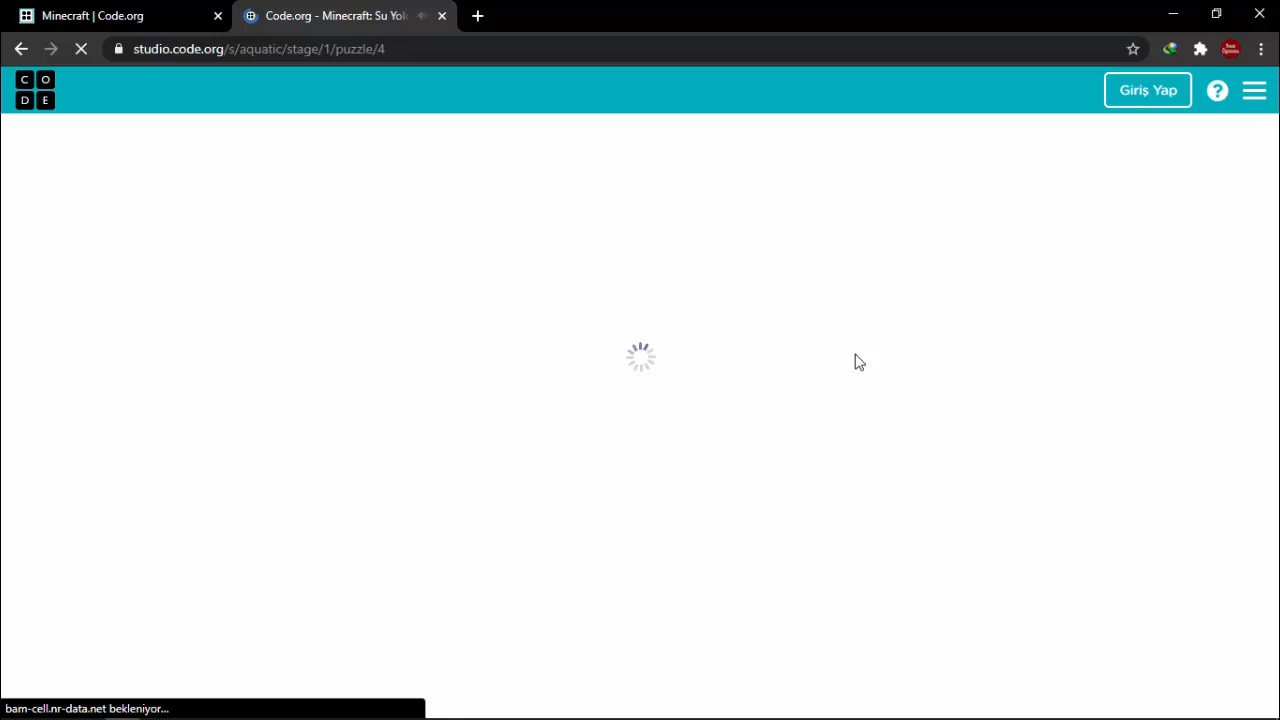 Minecraft | Code.org
Code.org - Minecraft: Su Yol
studio.code.org/s/aquatic/stage/1/puzzle/4
C O
D E
Giriş Yap
?
bam-cell.nr-data.net bekleniyor...